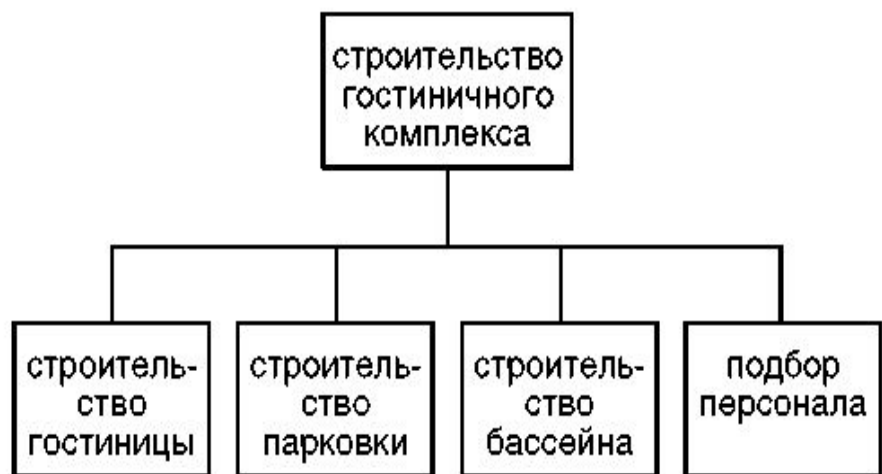 строительство
гостиничного
комплекса
строитель-
ство
гостиницы
строитель-
ство
парковки
строитель-
ство
бассейна
подбор
персонала